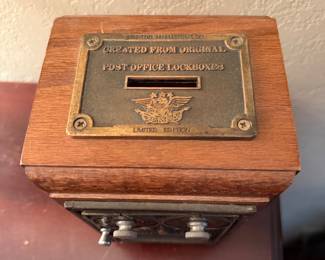 CREATED FROM ORIGINAL
POST OFFICE LOCKBOXES
LIMITED EDITION